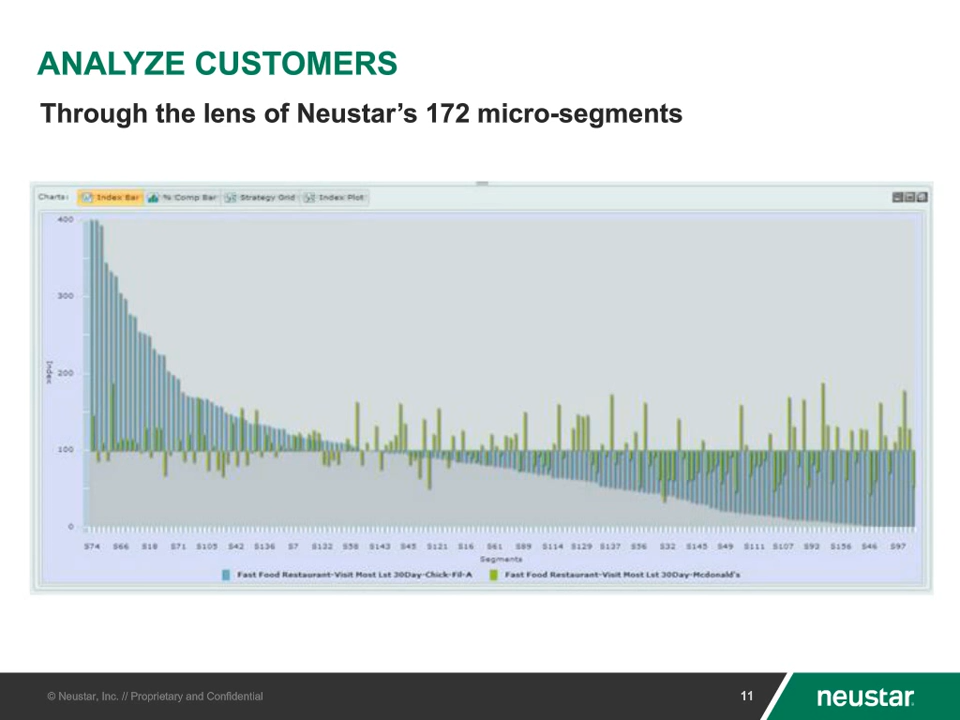 ANALYZE CUSTOMERS
Through the lens of Neustar's 172 micro-segments
Charts: Index Bar % Comp Bar Strategy Grid Index Plot
400
300
Index
200
100
0
S74 S66 S18 S71 S105 S42 S136 S7 S132 S58 S143 S45 S121 S16 S61 S89 S114 S129 S137 S56 S32 S145 S49 S111 S107 S93 S156 S46 S97
Segments
Fast Food Restaurant-Visit Most Lst 30Day-Chick-Fil-A Fast Food Restaurant-Visit Most Lst 30Day-Mcdonald's
© Neustar, Inc. // Proprietary and Confidential
11
neustar